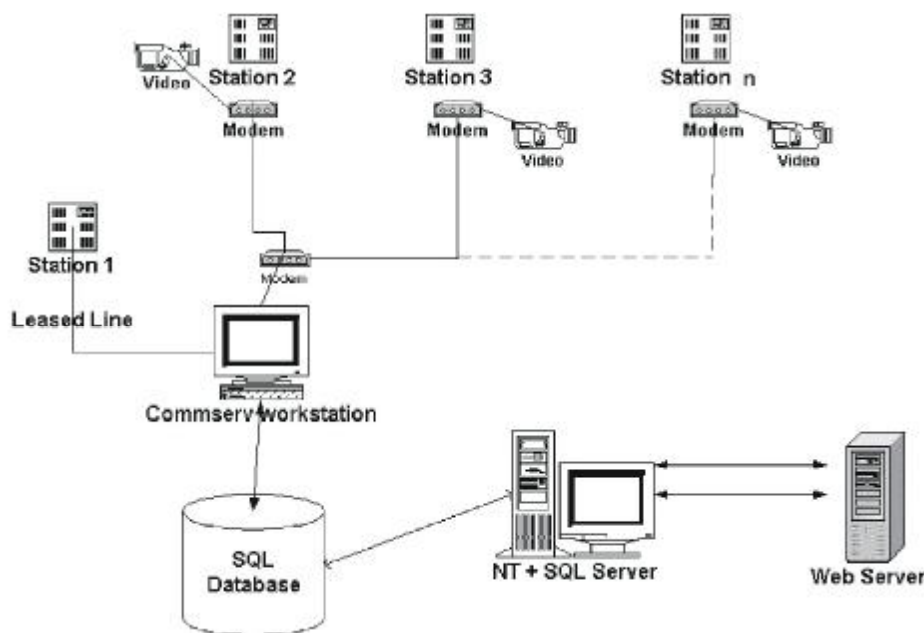 Video
Station 2
Modem
Station 3
Modem
Video
Station n
Modem
Video
Station 1
Modem
Leased Line
Commserv workstation
SQL
Database
NT + SQL Server
Web Server